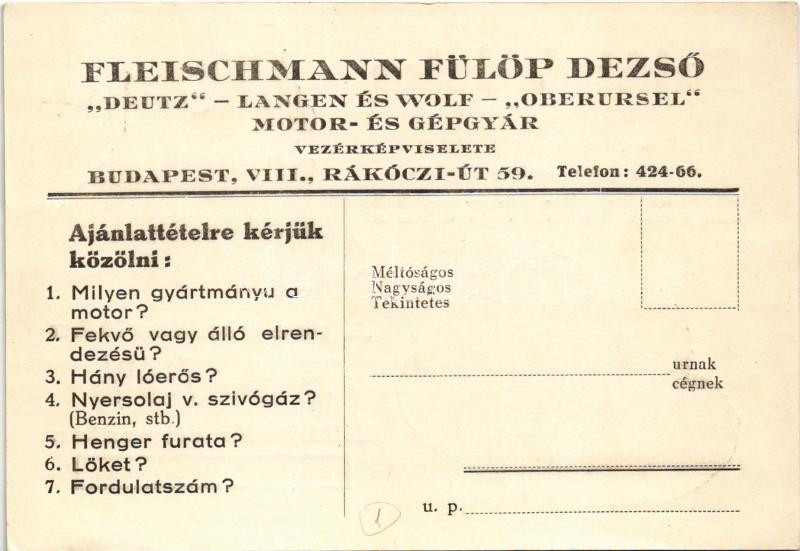 FLEISCHMANN FÜLÖP DEZSŐ
„DEUTZ“ – LANGEN ÉS WOLF – „OBERURSEL“
MOTOR- ÉS GÉPGYÁR
VEZÉRKÉPVISELETE
BUDAPEST, VIII., RÁKÓCZI-ÚT 59. Telefon: 424-66.
Ajánlattételre kérjük
közölni:
1. Milyen gyártmányu a
motor?
2. Fekvő vagy álló elren-
dezésü?
3. Hány lóerős?
4. Nyersolaj v. szivógáz?
(Benzin, stb.)
5. Henger furata?
6. Löket?
7. Fordulatszám?
Méltóságos
Nagyságos
Tekintetes
urnak
cégnek
u. p.
1